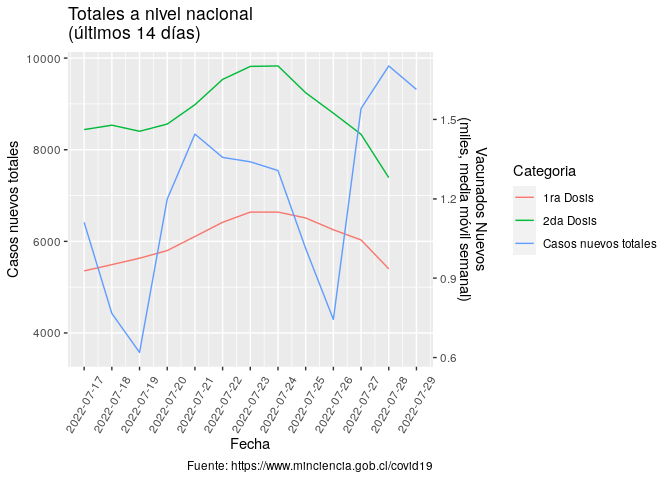 Totales a nivel nacional
(últimos 14 días)
Casos nuevos totales
10000
8000
6000
4000
1.5
1.2
0.9
0.6
Vacunados Nuevos
(miles, media móvil semanal)
2022-07-17
2022-07-18
2022-07-19
2022-07-20
2022-07-21
2022-07-22
2022-07-23
2022-07-24
2022-07-25
2022-07-26
2022-07-27
2022-07-28
2022-07-29
Fecha
Categoria
1ra Dosis
2da Dosis
Casos nuevos totales
Fuente: https://www.minciencia.gob.cl/covid19